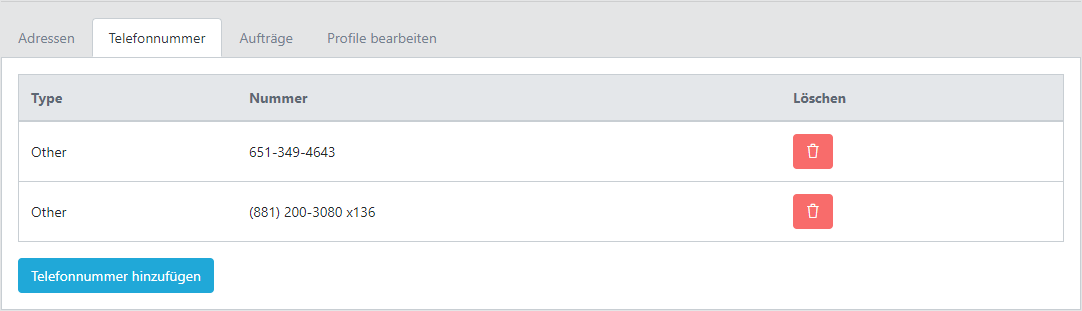 Adressen Telefonnummer Aufträge Profile bearbeiten
Type Nummer Löschen
Other 651-349-4643
Other (881) 200-3080 x136
Telefonnummer hinzufügen